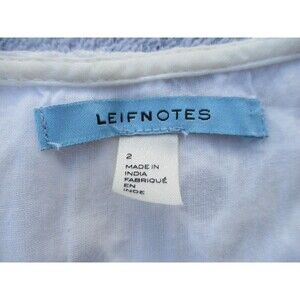 LEIFNOTES
2
MADE IN
INDIA
FABRIQUÉ
EN
INDE